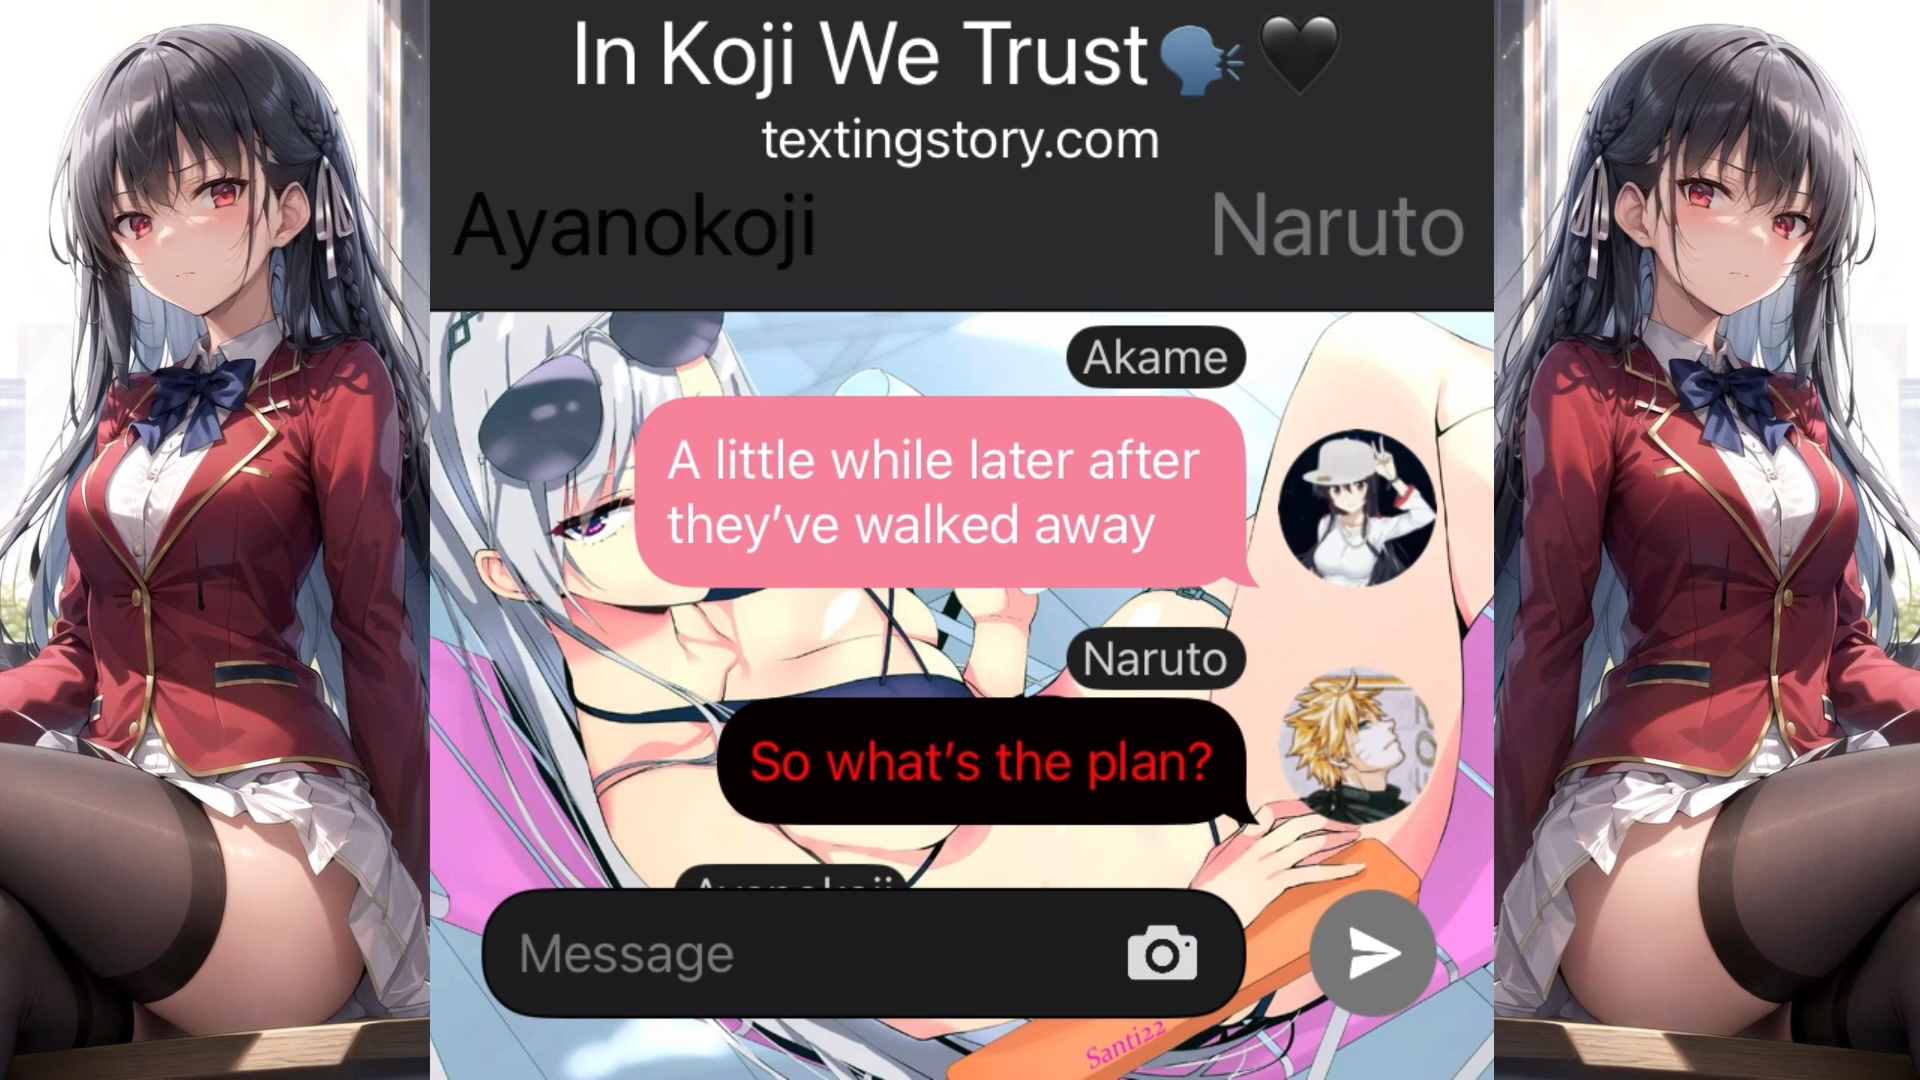 In Koji We Trust🗣️🖤
textingstory.com
Ayanokoji
Naruto
Akame
A little while later after
they’ve walked away
Naruto
So what’s the plan?
Ayanokoji
Message
Santi22